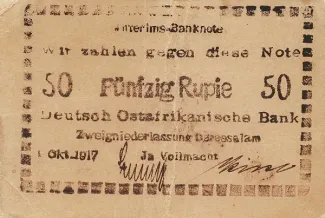 Interims-Banknote
Wir zahlen gegen diese Note
50 Fünfzig Rupie 50
Deutsch Ostafrikanische Bank
Zweigniederlassung Daressalam
1 Okt. 1917 Ja Vollmacht